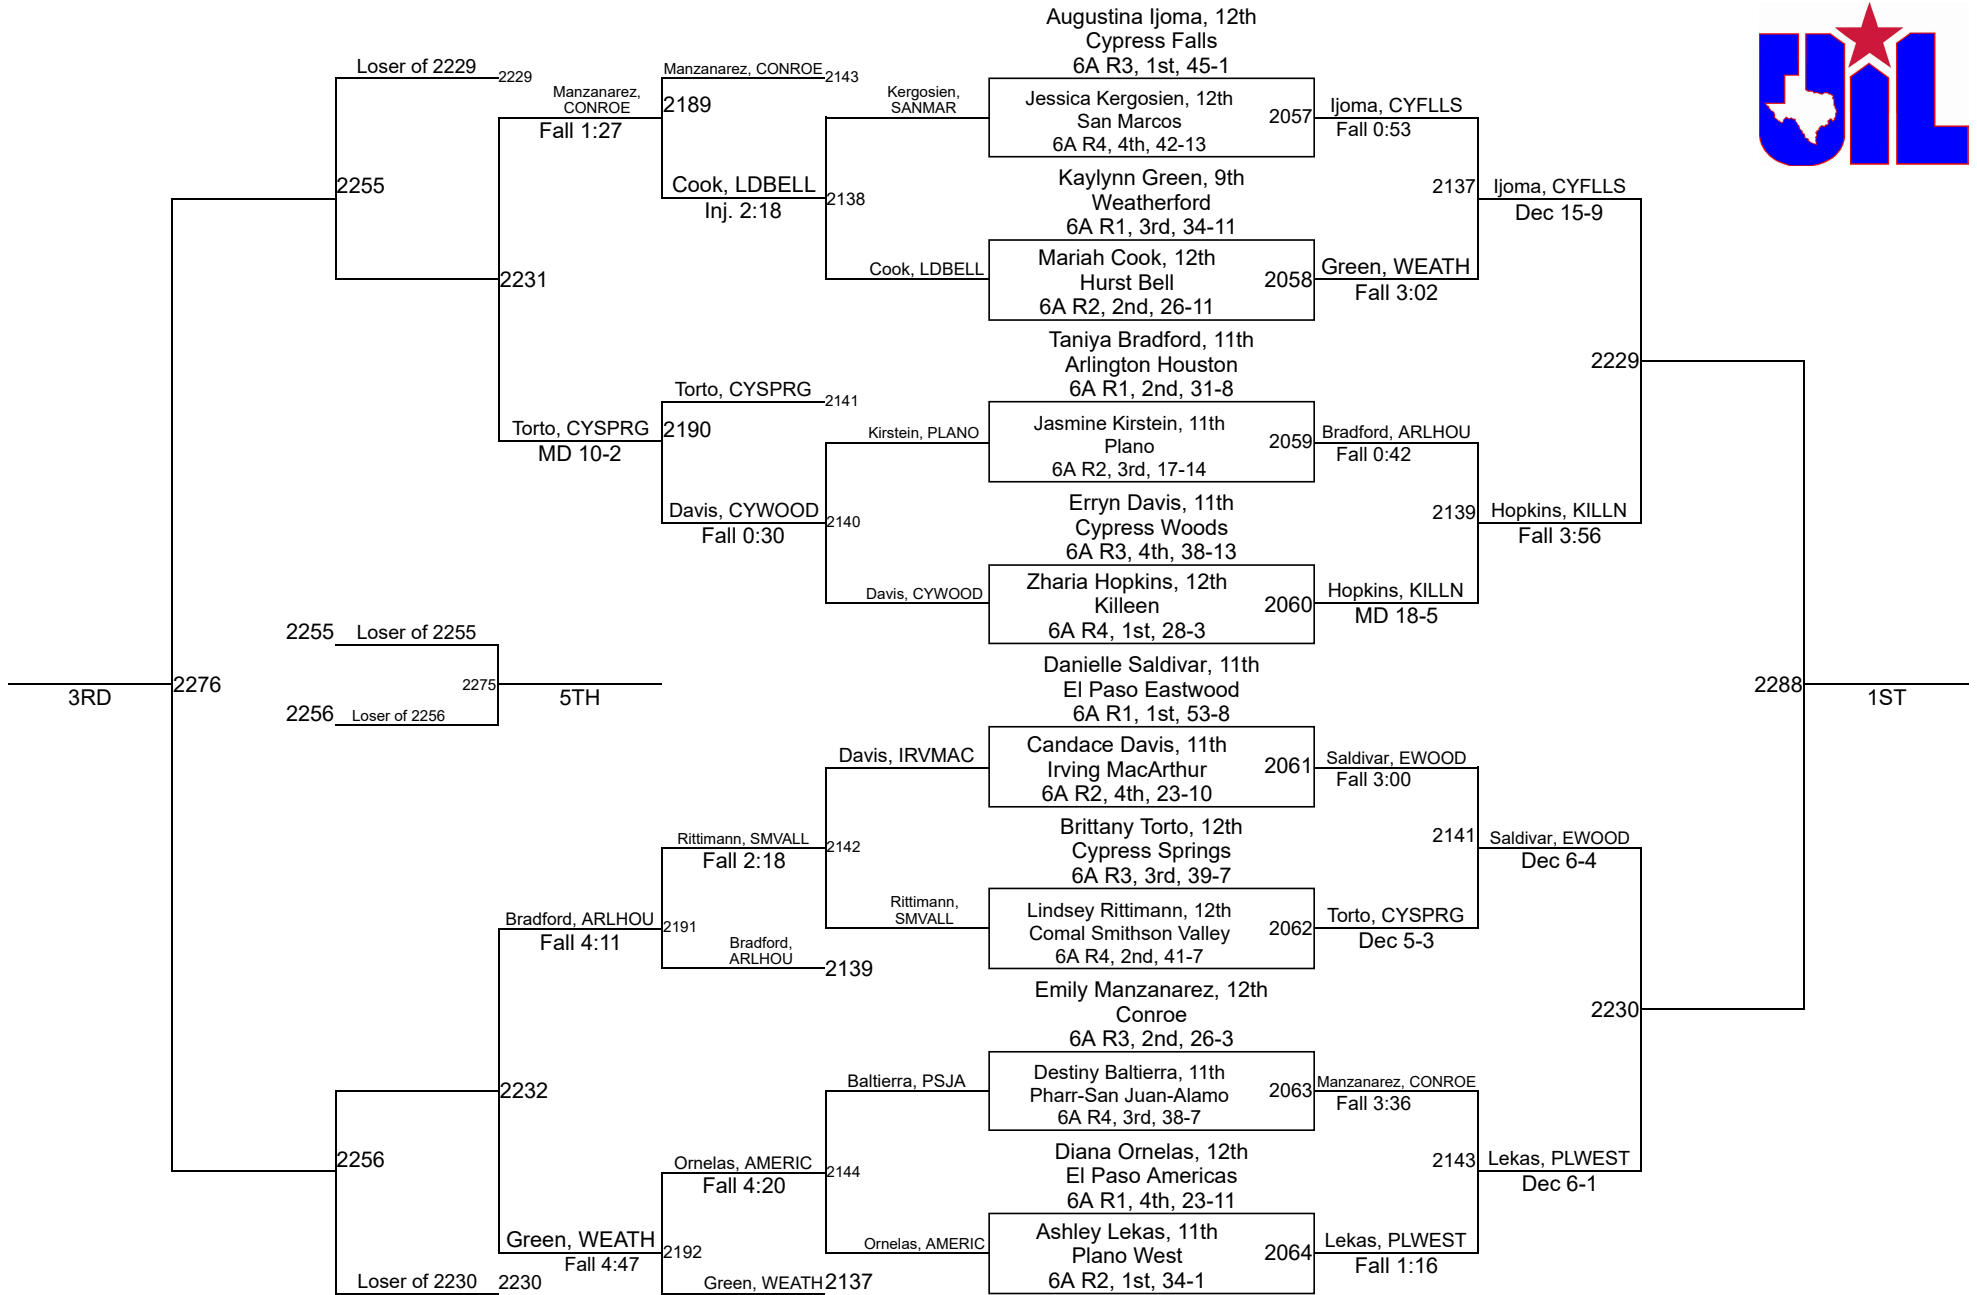 Augustina Ijoma, 12th
Cypress Falls
6A R3, 1st, 45-1
Jessica Kergosien, 12th
San Marcos
6A R4, 4th, 42-13
2057
Kaylynn Green, 9th
Weatherford
6A R1, 3rd, 34-11
Mariah Cook, 12th
Hurst Bell
6A R2, 2nd, 26-11
2058
Taniya Bradford, 11th
Arlington Houston
6A R1, 2nd, 31-8
Jasmine Kirstein, 11th
Plano
6A R2, 3rd, 17-14
2059
Erryn Davis, 11th
Cypress Woods
6A R3, 4th, 38-13
Zharia Hopkins, 12th
Killeen
6A R4, 1st, 28-3
2060
Danielle Saldivar, 11th
El Paso Eastwood
6A R1, 1st, 53-8
Candace Davis, 11th
Irving MacArthur
6A R2, 4th, 23-10
2061
Brittany Torto, 12th
Cypress Springs
6A R3, 3rd, 39-7
Lindsey Rittimann, 12th
Comal Smithson Valley
6A R4, 2nd, 41-7
2062
Emily Manzanarez, 12th
Conroe
6A R3, 2nd, 26-3
Destiny Baltierra, 11th
Pharr-San Juan-Alamo
6A R4, 3rd, 38-7
2063
Diana Ornelas, 12th
El Paso Americas
6A R1, 4th, 23-11
Ashley Lekas, 11th
Plano West
6A R2, 1st, 34-1
2064
Ijoma, CYFLLS
Fall 0:53
2137
Green, WEATH
Fall 3:02
Bradford, ARLHOU
Fall 0:42
2139
Hopkins, KILLN
MD 18-5
Saldivar, EWOOD
Fall 3:00
2141
Torto, CYSPRG
Dec 5-3
Manzanarez, CONROE
Fall 3:36
2143
Lekas, PLWEST
Fall 1:16
Ijoma, CYFLLS
Dec 15-9
2229
Hopkins, KILLN
Fall 3:56
Saldivar, EWOOD
Dec 6-4
2230
Lekas, PLWEST
Dec 6-1
2288
1ST
UIL
Kergosien,
SANMAR
2138
Cook, LDBELL
Kirstein, PLANO
2140
Davis, CYWOOD
Davis, IRVMAC
2142
Rittimann,
SMVALL
Baltierra, PSJA
2144
Ornelas, AMERIC
Manzanarez, CONROE
2143
2189
Cook, LDBELL
Inj. 2:18
Torto, CYSPRG
2141
2190
Davis, CYWOOD
Fall 0:30
Rittimann, SMVALL
Fall 2:18
2191
Bradford,
ARLHOU
2139
Ornelas, AMERIC
Fall 4:20
2192
Green, WEATH
2137
Manzanarez,
CONROE
Fall 1:27
2231
Torto, CYSPRG
MD 10-2
Bradford, ARLHOU
Fall 4:11
2232
Green, WEATH
Fall 4:47
Loser of 2229
2229
2255
2256
Loser of 2230
2230
2276
3RD
2255
Loser of 2255
2275
5TH
2256
Loser of 2256